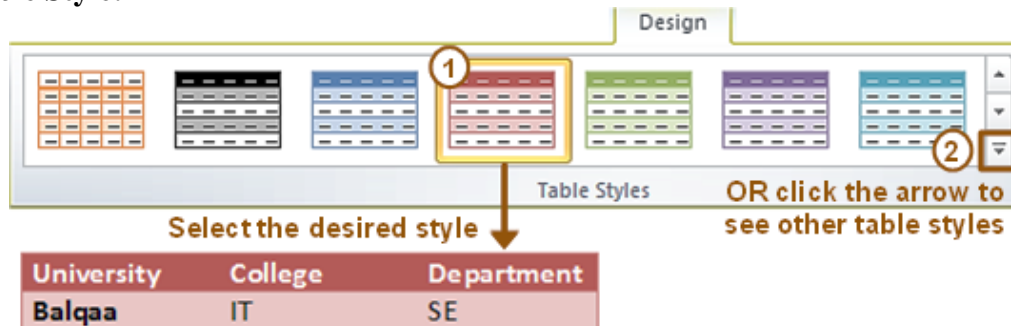 Style.
Design
1
2
Table Styles
OR click the arrow to
see other table styles
Select the desired style
University College Department
Balqaa IT SE